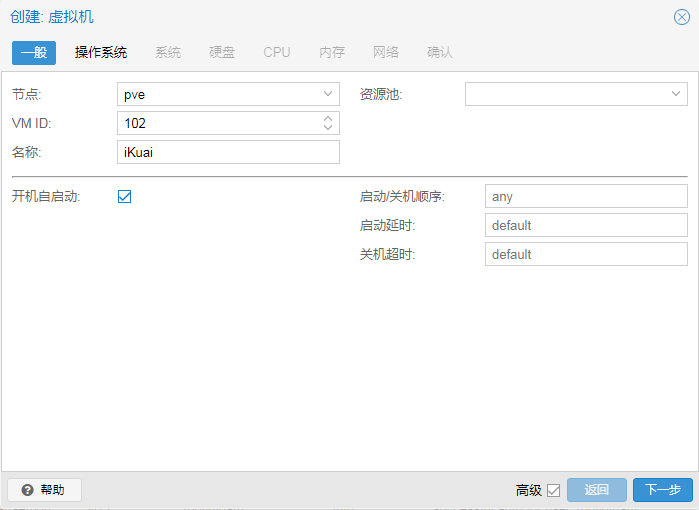 创建: 虚拟机
一般 操作系统 系统 硬盘 CPU 内存 网络 确认
节点: pve 资源池:
VM ID: 102
名称: iKuai
开机自启动: 启动/关机顺序: any
启动延时: default
关机超时: default
帮助 高级 返回 下一步